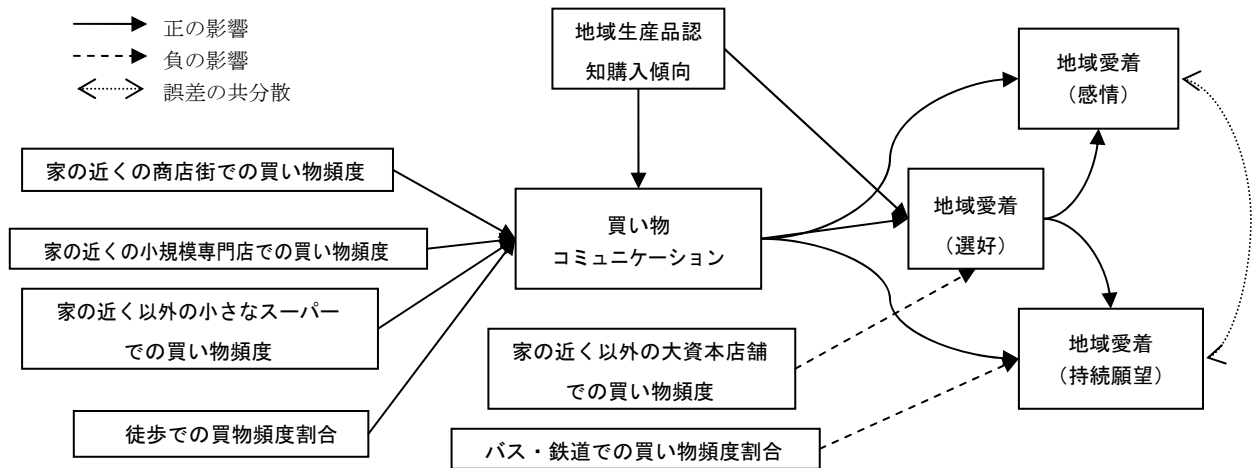 正の影響
負の影響
誤差の共分散
地域生産品認
知購入傾向
地域愛着
（感情）
家の近くの商店街での買い物頻度
家の近くの小規模専門店での買い物頻度
家の近く以外の小さなスーパー
での買い物頻度
徒歩での買物頻度割合
買い物
コミュニケーション
地域愛着
（選好）
家の近く以外の大資本店舗
での買い物頻度
バス・鉄道での買い物頻度割合
地域愛着
（持続願望）